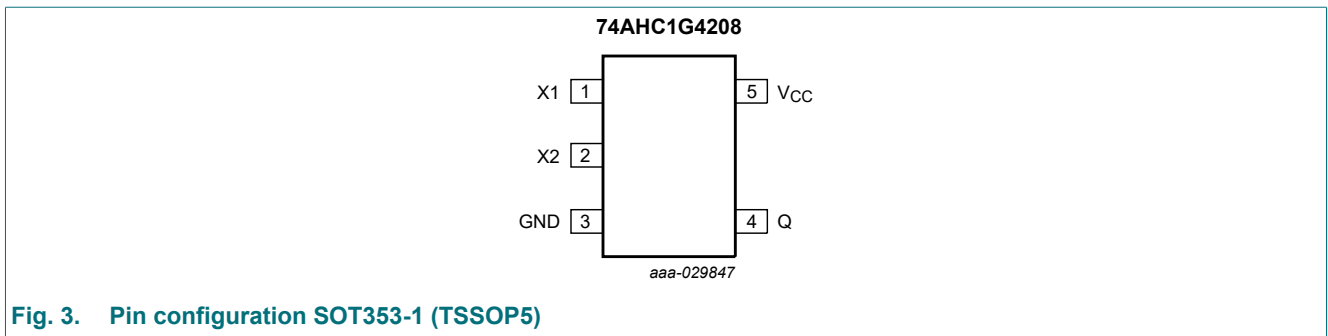 74AHC1G4208
X1 1 5 VCC
X2 2
GND 3 4 Q
aaa-029847
Fig. 3. Pin configuration SOT353-1 (TSSOP5)